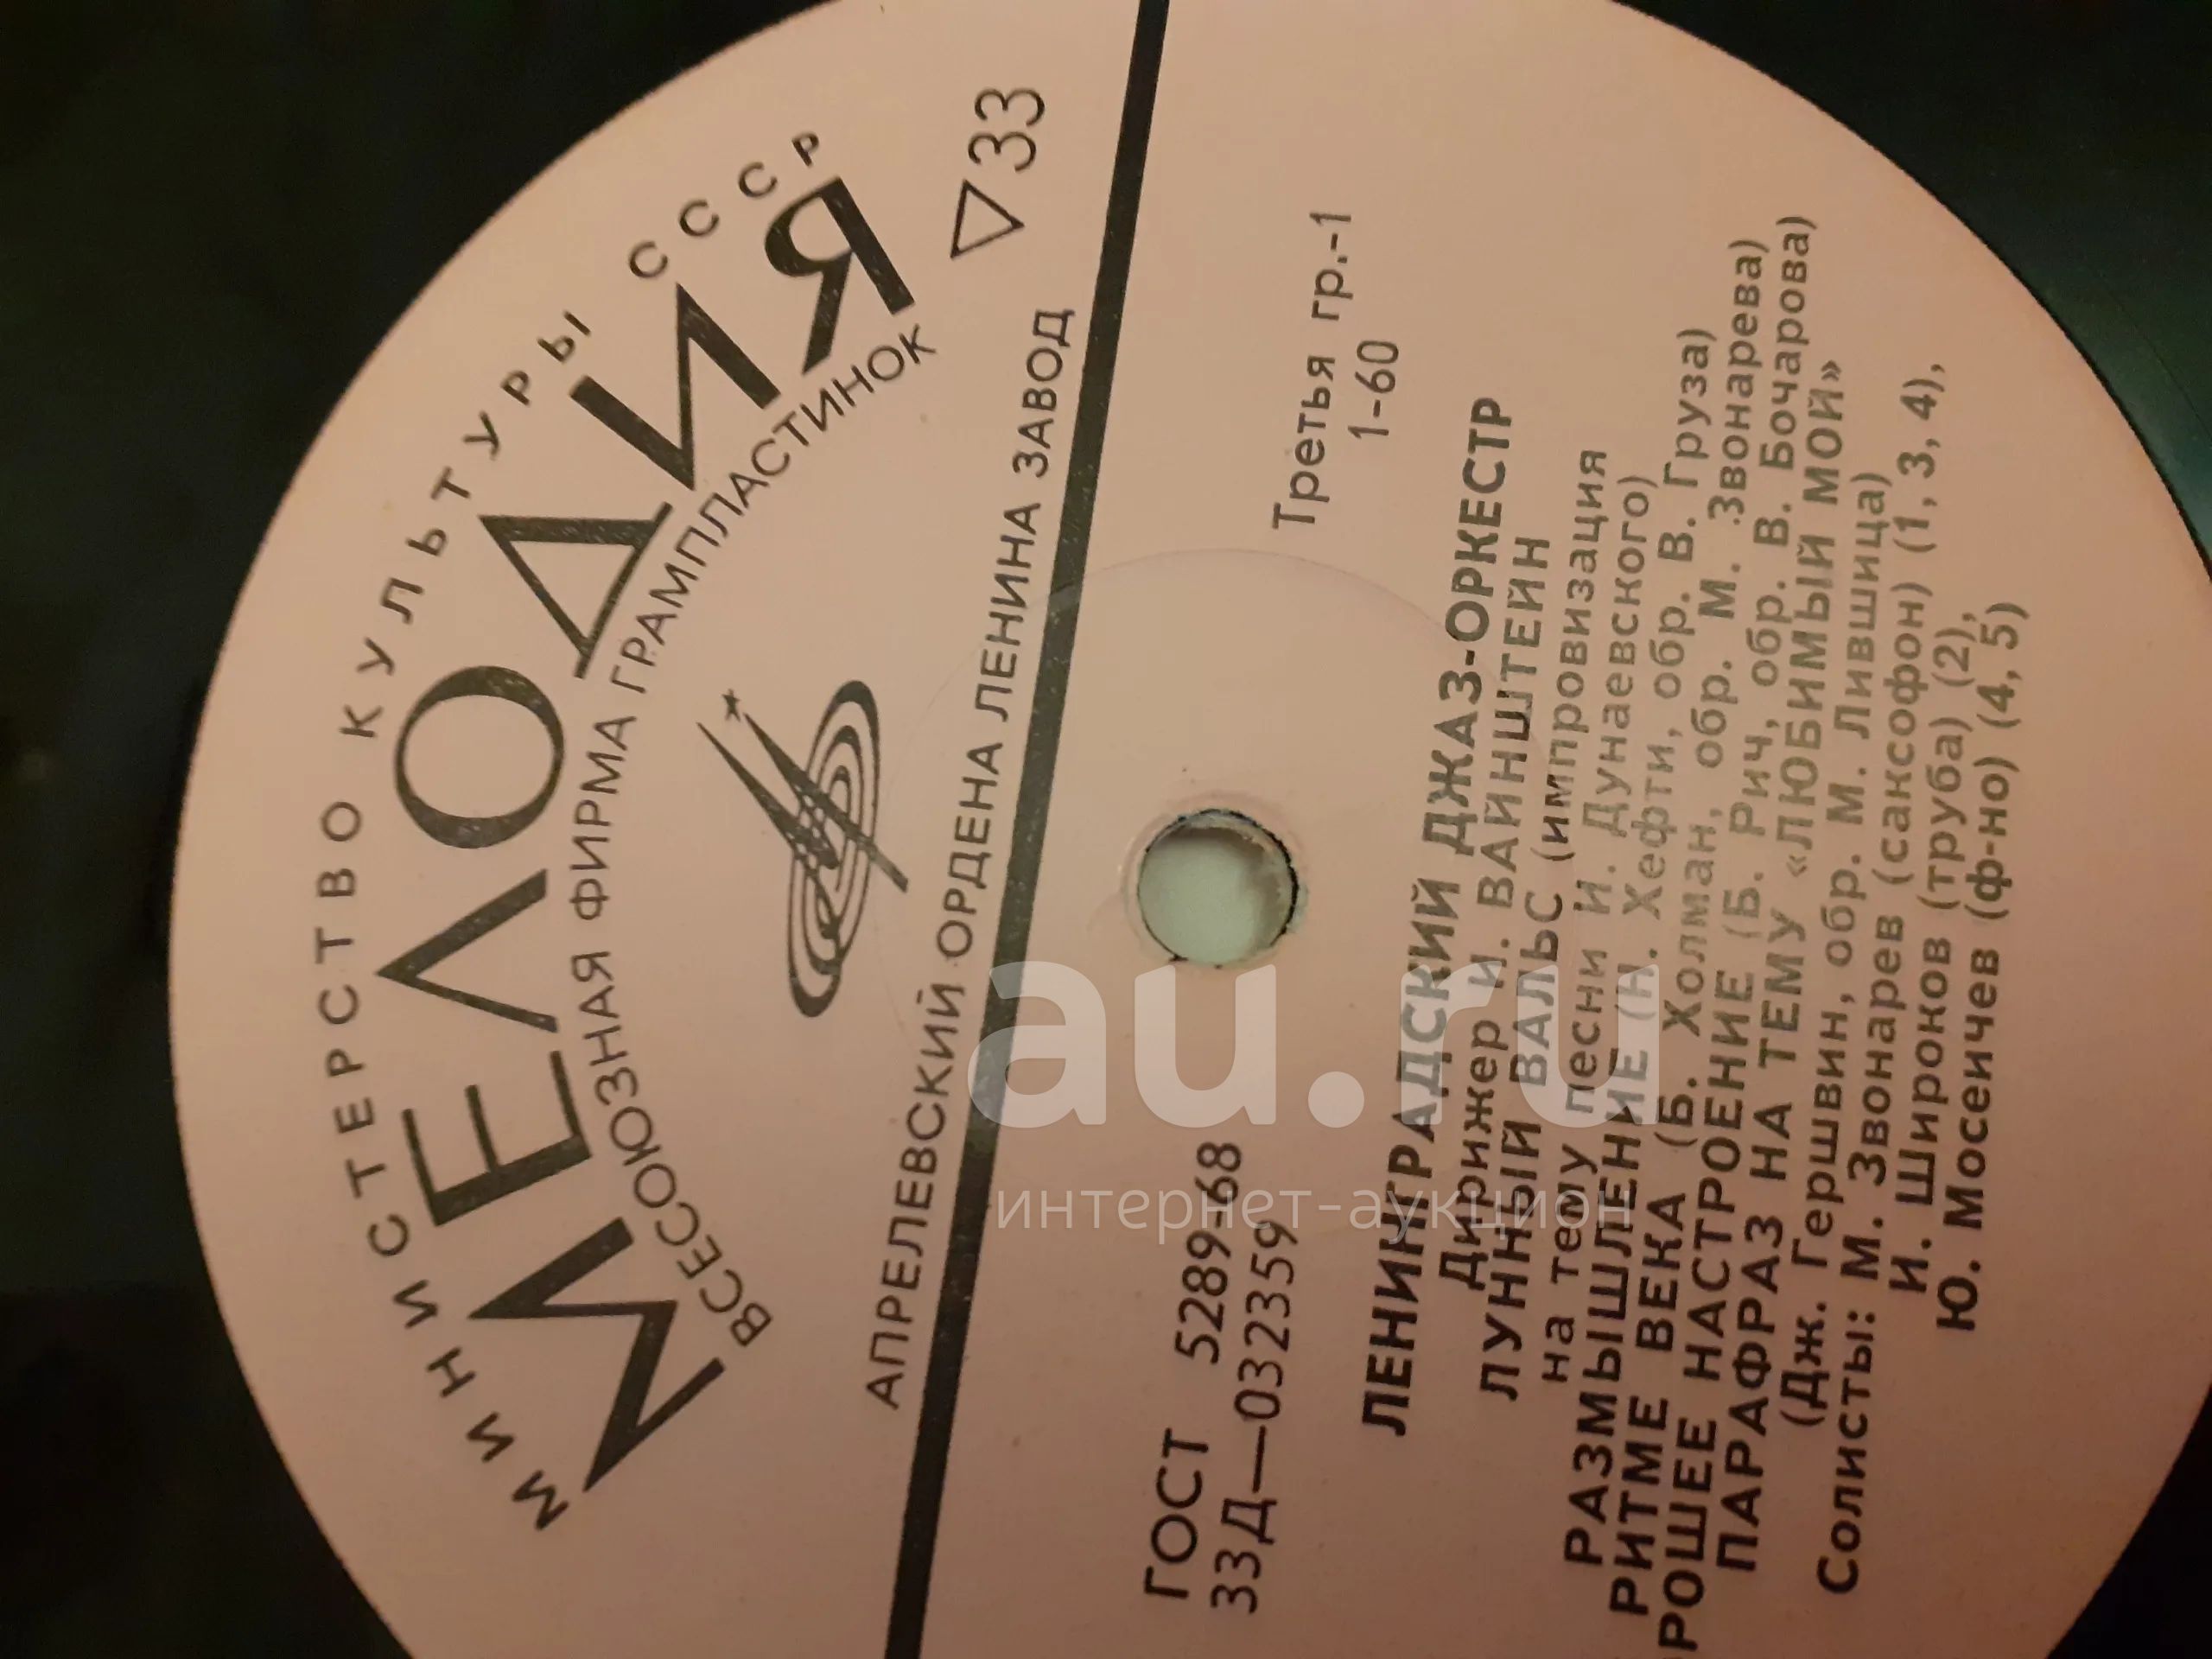 МИНИСТЕРСТВО КУЛЬТУРЫ СССР
МЕЛОДИЯ
ВСЕСОЮЗНАЯ ФИРМА ГРАМПЛАСТИНОК
▽33
АПРЕЛЕВСКИЙ ОРДЕНА ЛЕНИНА ЗАВОД
ГОСТ 5289-68
33Д—032359
Третья гр.-1
1-60
ЛЕНИНГРАДСКИЙ ДЖАЗ-ОРКЕСТР
Дирижер И. ВАЙНШТЕЙН
ЛУННЫЙ ВАЛЬС (импровизация
на тему песни И. Дунаевского)
РАЗМЫШЛЕНИЕ (Н. Хефти, обр. В. Груза)
РИТМЕ ВЕКА (Б. Холман, обр. М. Звонарева)
РОШЕЕ НАСТРОЕНИЕ (Б. Рич, обр. В. Бочарова)
ПАРАФРАЗ НА ТЕМУ «ЛЮБИМЫЙ МОЙ»
(Дж. Гершвин, обр. М. Лившица)
Солисты: М. Звонарев (саксофон) (1, 3, 4),
И. Широков (труба) (2),
Ю. Мосеичев (ф-но) (4, 5)
au.ru
интернет-аукцион